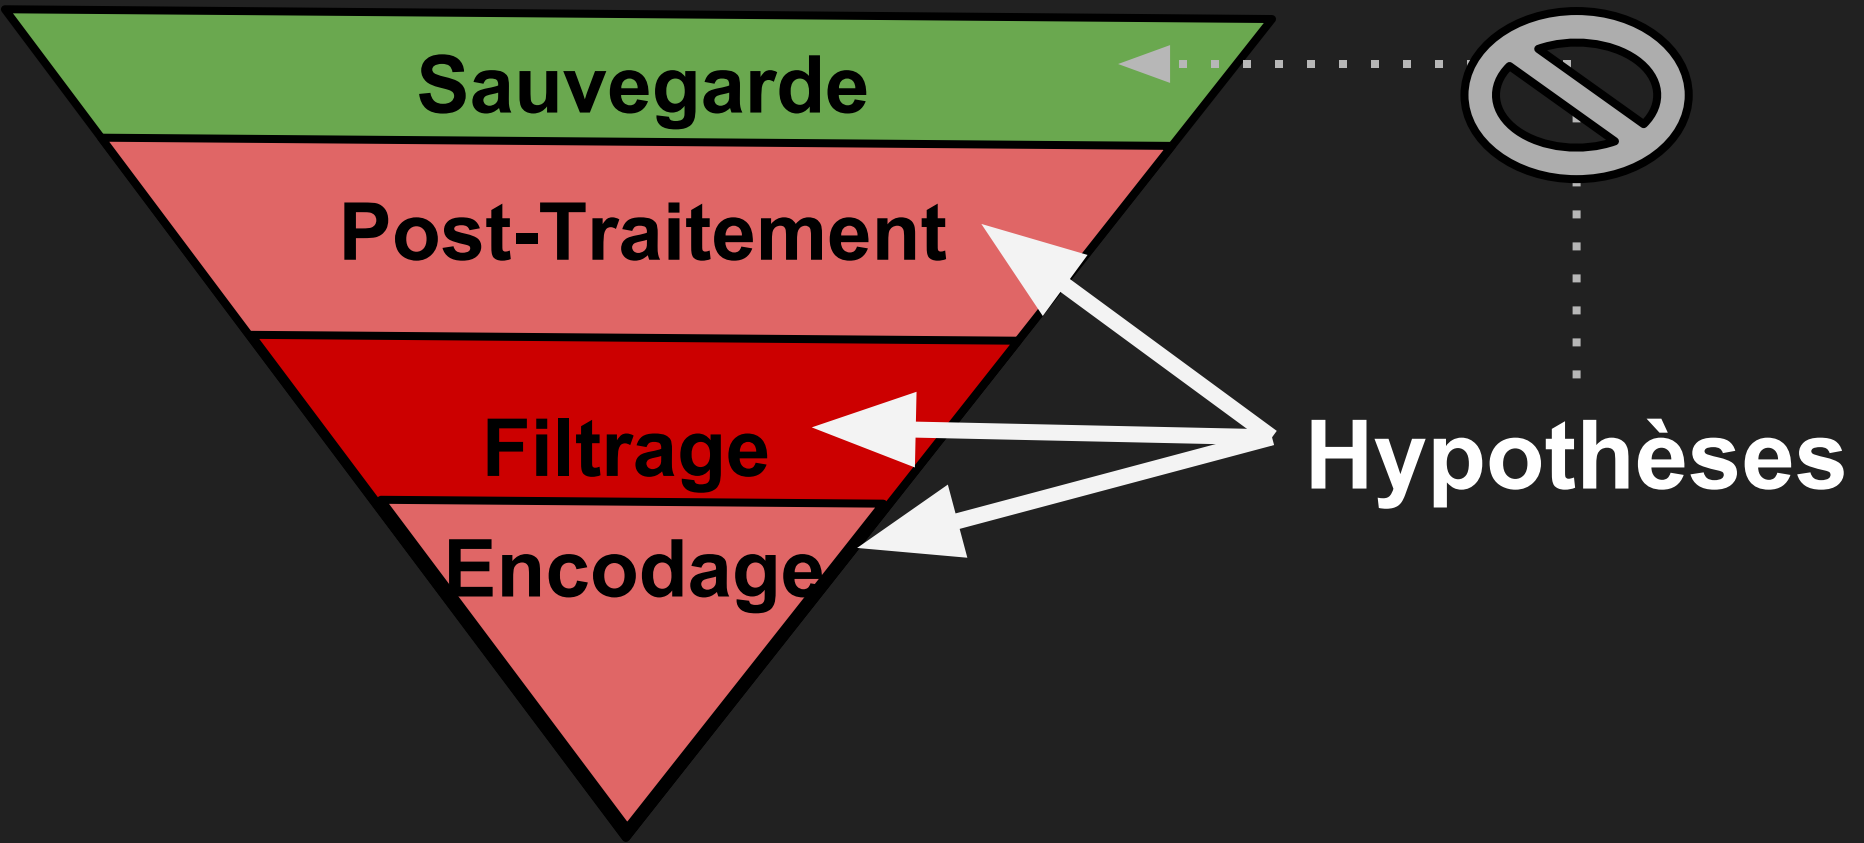 Sauvegarde
Post-Traitement
Filtrage
Hypothèses
Encodage